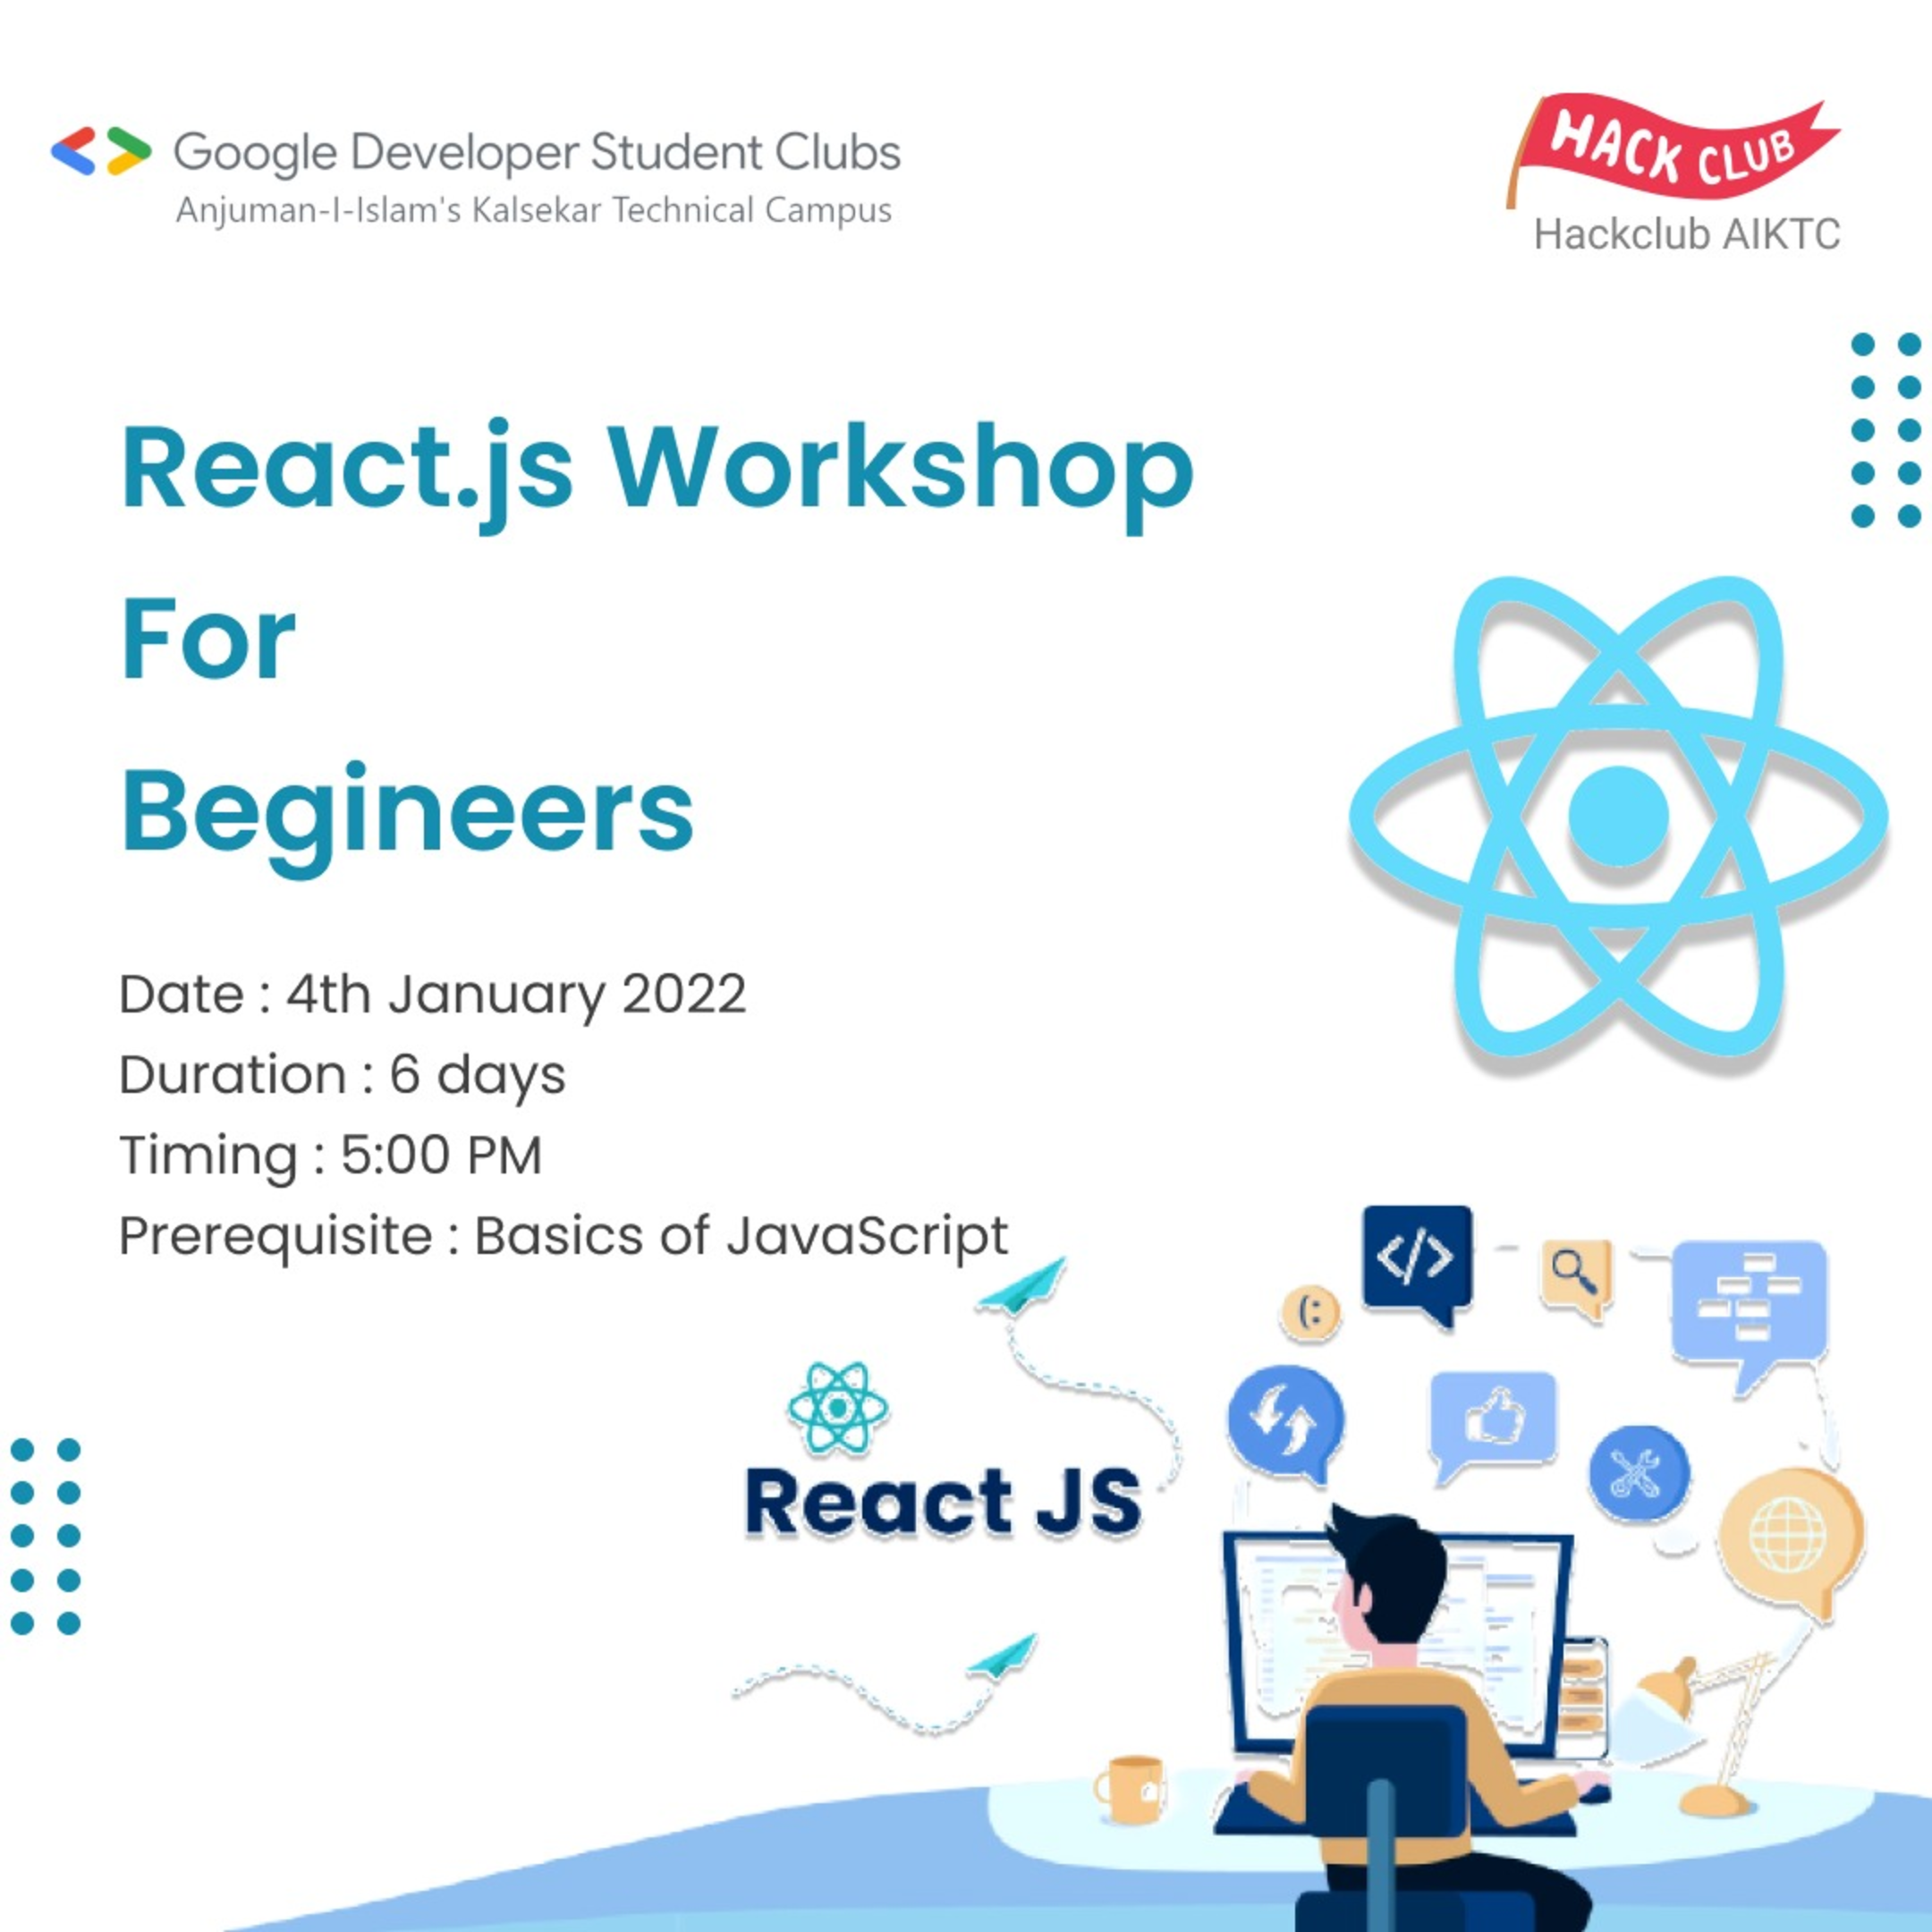 Google Developer Student Clubs
Anjuman-I-Islam's Kalsekar Technical Campus
HACK CLUB
Hackclub AIKTC
React.js Workshop
For
Begineers
Date : 4th January 2022
Duration : 6 days
Timing : 5:00 PM
Prerequisite : Basics of JavaScript
React JS